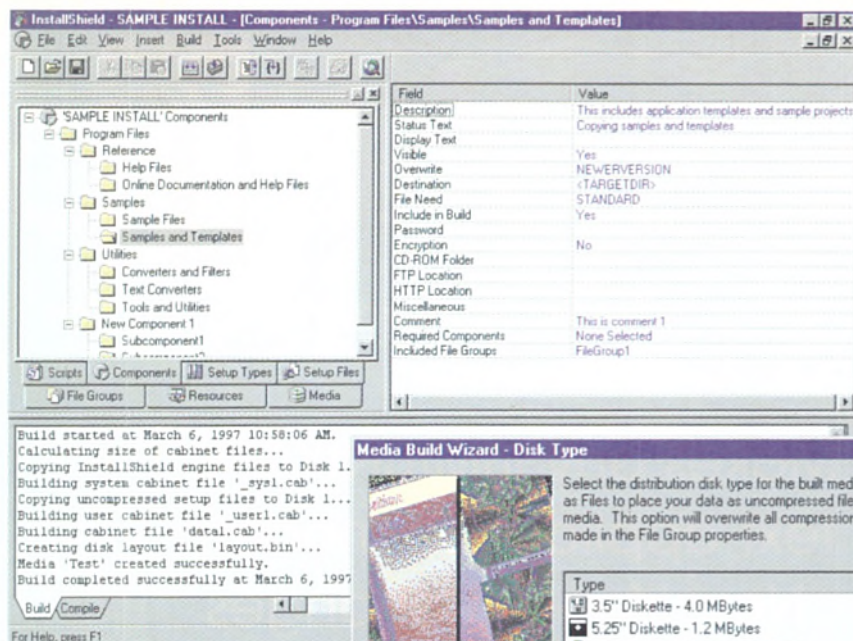 InstallShield - SAMPLE INSTALL - [Components - Program Files\Samples\Samples and Templates]
File Edit View Insert Build Tools Window Help
'SAMPLE INSTALL' Components
Program Files
Reference
Help Files
Online Documentation and Help Files
Samples
Sample Files
Samples and Templates
Utilities
Converters and Filters
Text Converters
Tools and Utilities
New Component 1
Subcomponent1
Scripts Components Setup Types Setup Files
File Groups Resources Media
Field Value
Description This includes application templates and sample projects
Status Text Copying samples and templates
Display Text
Visible Yes
Overwrite NEWERVERSION
Destination <TARGETDIR>
File Need STANDARD
Include in Build Yes
Password
Encryption No
CD-ROM Folder
FTP Location
HTTP Location
Miscellaneous
Comment This is comment 1
Required Components None Selected
Included File Groups FileGroup1
Build started at March 6, 1997 10:58:06 AM.
Calculating size of cabinet files...
Copying InstallShield engine files to Disk 1.
Building system cabinet file '_sys1.cab'...
Copying uncompressed setup files to Disk 1...
Building user cabinet file '_user1.cab'...
Building cabinet file 'data1.cab'...
Creating disk layout file 'layout.bin'...
Media 'Test' created successfully.
Build completed successfully at March 6, 1997
Build Compile
For Help, press F1
Media Build Wizard - Disk Type
Select the distribution disk type for the built med
as Files to place your data as uncompressed file
media. This option will overwrite all compression
made in the File Group properties.
Type
3.5" Diskette - 4.0 MBytes
5.25" Diskette - 1.2 MBytes